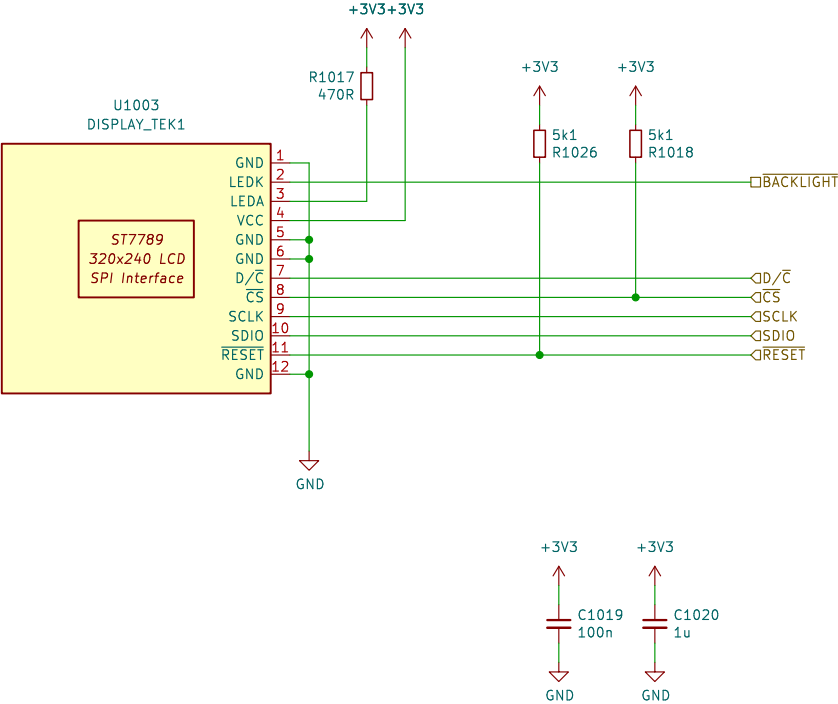 +3V3+3V3
R1017
470R
+3V3
+3V3
U1003
DISPLAY_TEK1
5k1
R1026
5k1
R1018
GND 1
LEDK 2
BACKLIGHT
LEDA 3
VCC 4
GND 5
GND 6
D/C 7
D/C
CS 8
CS
SCLK 9
SCLK
SDIO 10
SDIO
RESET 11
RESET
GND 12
ST7789
320x240 LCD
SPI Interface
GND
+3V3
+3V3
C1019
100n
C1020
1u
GND
GND